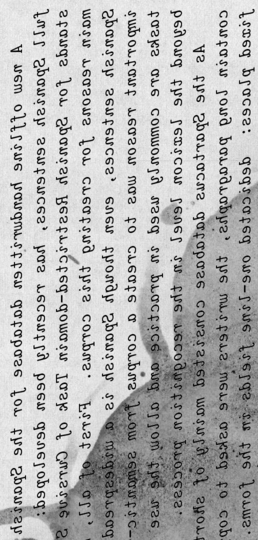 A new offline handwritten database for the Spanish
full Spanish sentences, has recently been developed:
stands for Spanish Restricted-domain Task of Cursive S
main reasons for creating this corpus. First of all,
Spanish sentences, even though Spanish is a widespread
important reason was to create a corpus from semantic-
tasks are commonly used in practice and allow the use
beyond the lexicon level in the recognition process.
As the Spartacus database consisted mainly of short
contain long paragraphs, the writers were asked to cop
fixed places: dedicated one-line fields in the forms.